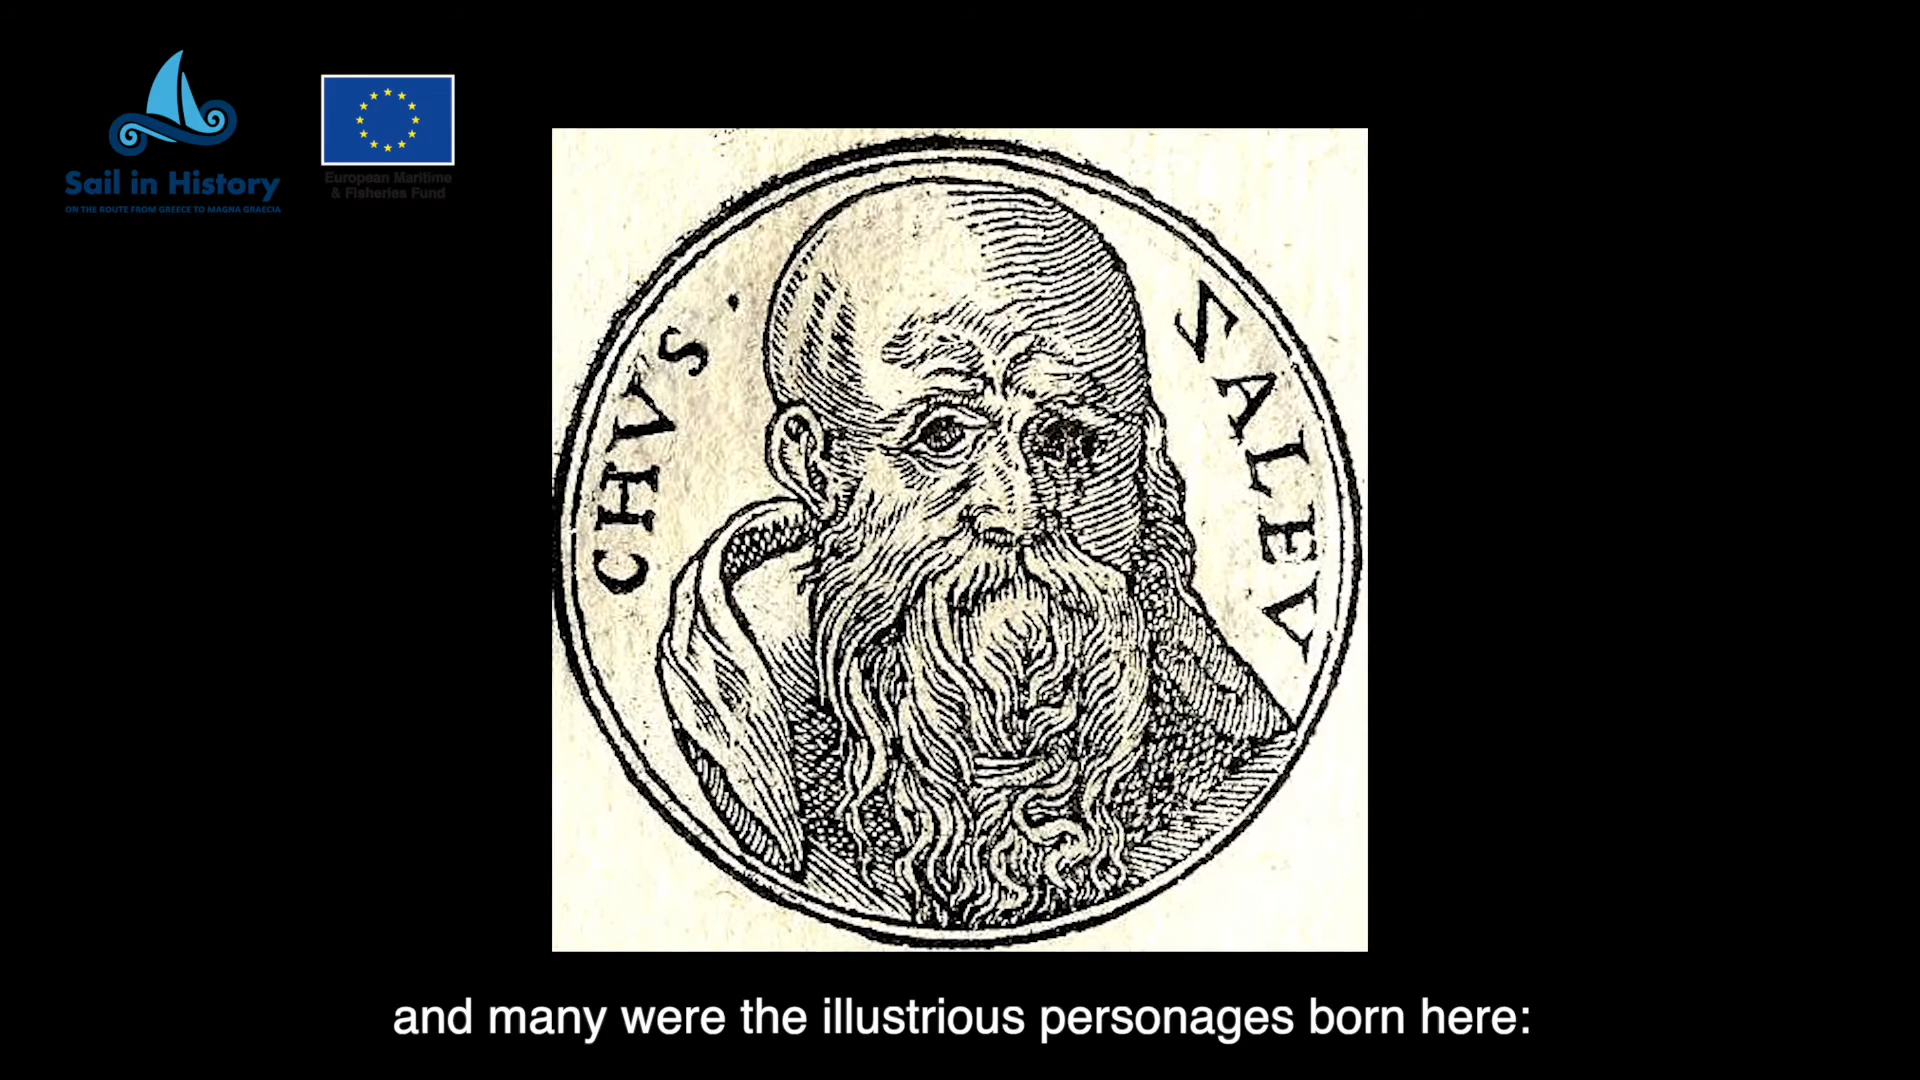 Sail in History
ON THE ROUTE FROM GREECE TO MAGNA GRAECIA
European Maritime
& Fisheries Fund
ZALEV
CHVS ·
and many were the illustrious personages born here: